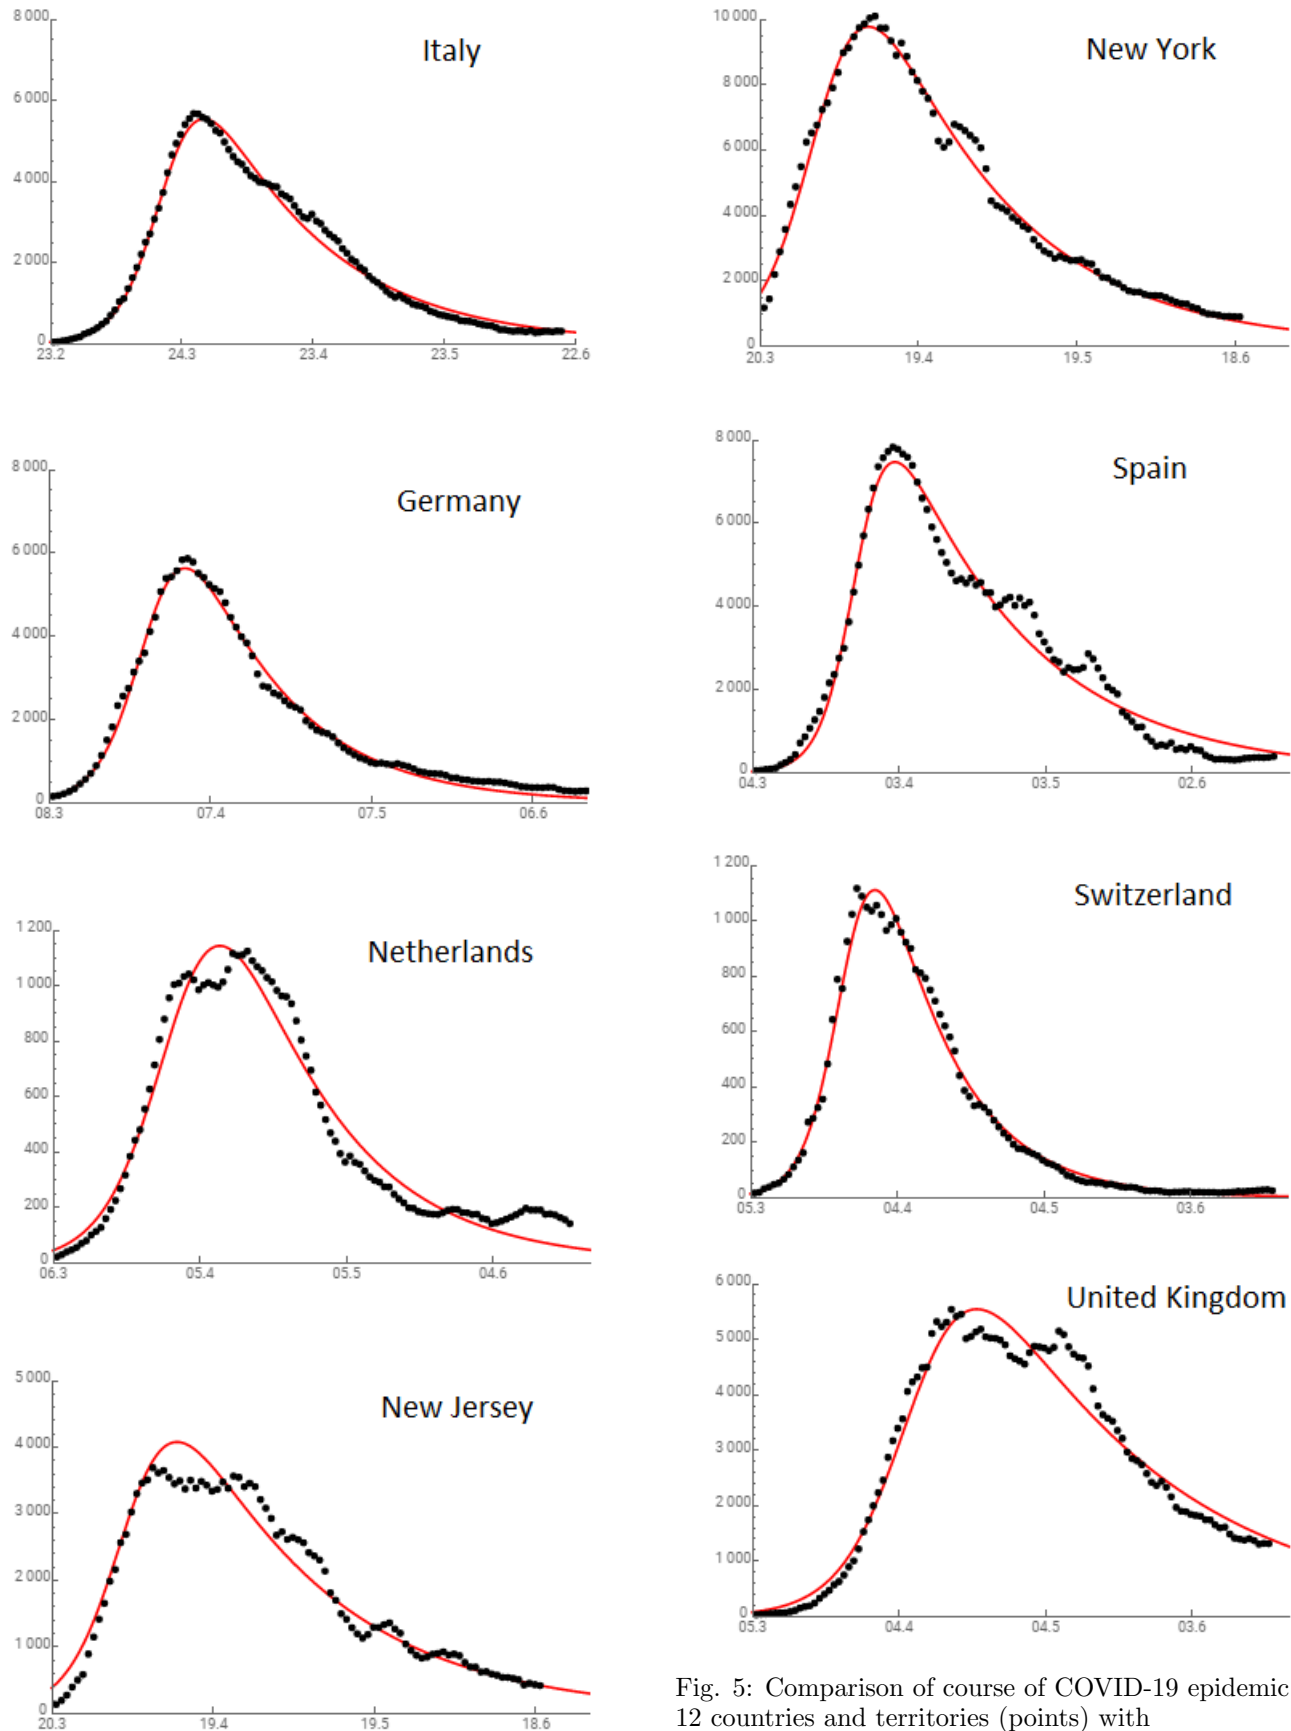 Italy
8 000
6 000
4 000
2 000
0
23.2 24.3 23.4 23.5 22.6
New York
10 000
8 000
6 000
4 000
2 000
0
20.3 19.4 19.5 18.6
Germany
8 000
6 000
4 000
2 000
0
08.3 07.4 07.5 06.6
Spain
8 000
6 000
4 000
2 000
0
04.3 03.4 03.5 02.6
Netherlands
1 200
1 000
800
600
400
200
0
06.3 05.4 05.5 04.6
Switzerland
1 200
1 000
800
600
400
200
0
05.3 04.4 04.5 03.6
New Jersey
5 000
4 000
3 000
2 000
1 000
0
20.3 19.4 19.5 18.6
United Kingdom
6 000
5 000
4 000
3 000
2 000
1 000
0
05.3 04.4 04.5 03.6
Fig. 5: Comparison of course of COVID-19 epidemic
12 countries and territories (points) with